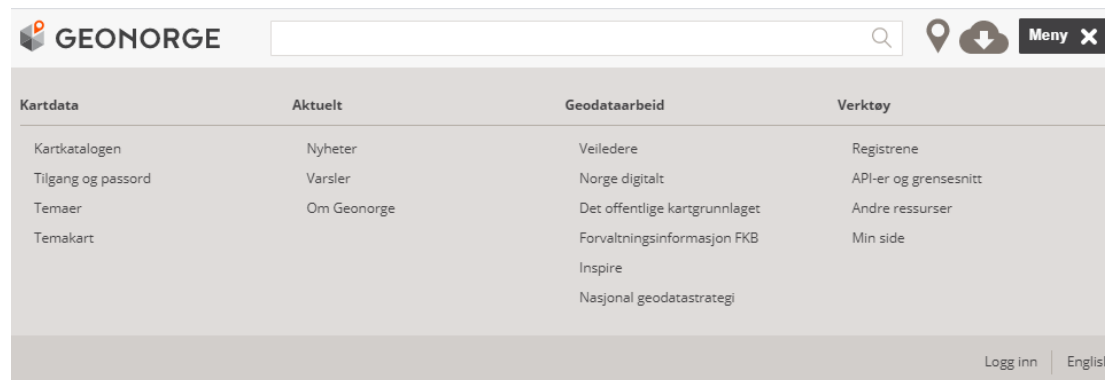 GEONORGE
Meny
Kartdata
Kartkatalogen
Tilgang og passord
Temaer
Temakart
Aktuelt
Nyheter
Varsler
Om Geonorge
Geodataarbeid
Veiledere
Norge digitalt
Det offentlige kartgrunnlaget
Forvaltningsinformasjon FKB
Inspire
Nasjonal geodatastrategi
Verktøy
Registrene
API-er og grensesnitt
Andre ressurser
Min side
Logg inn